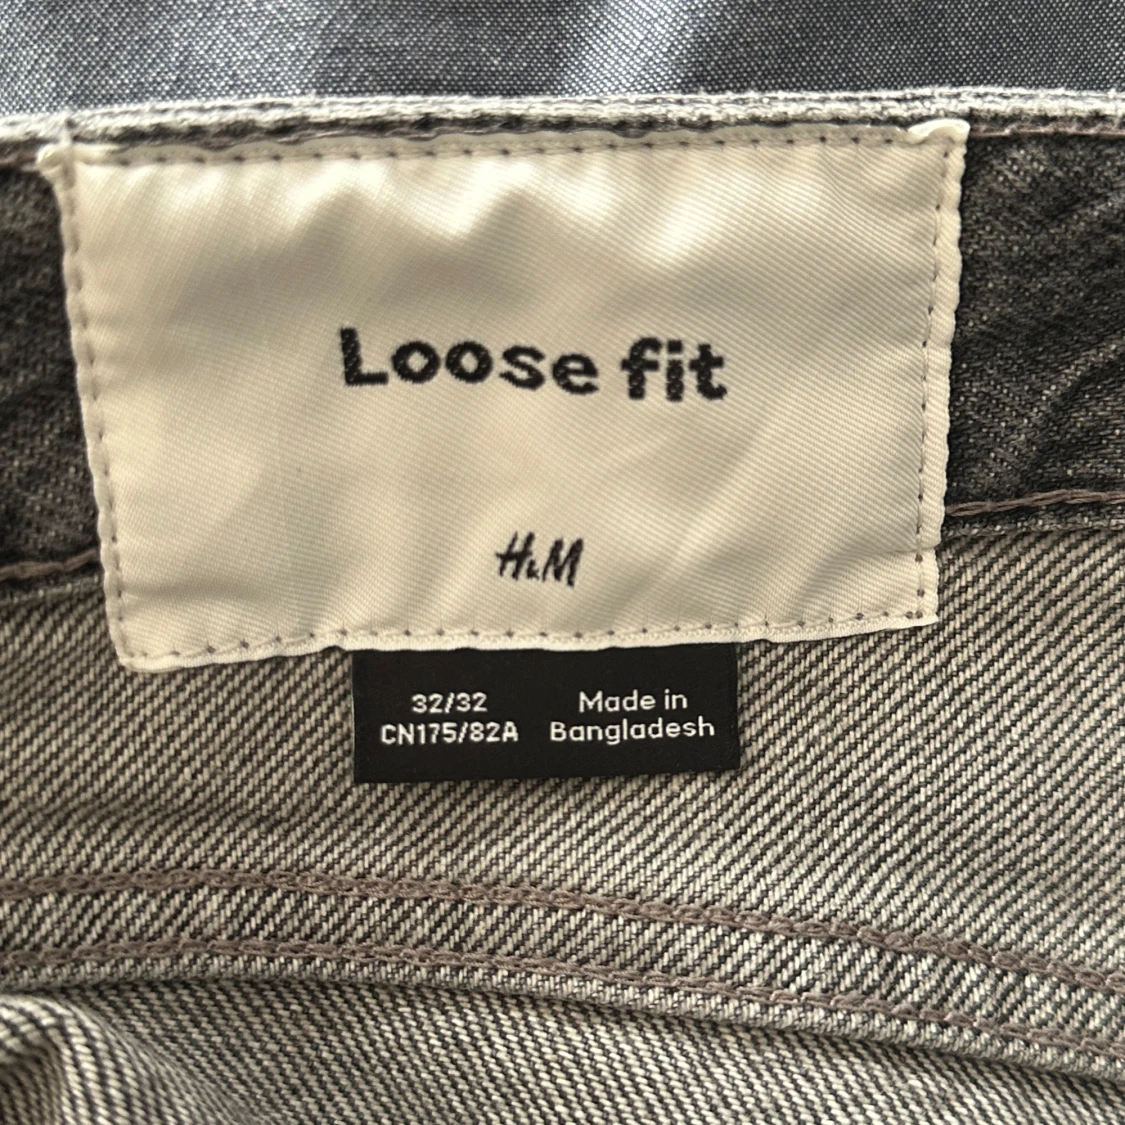 Loose fit
H&M
32/32
CN175/82A
Made in
Bangladesh